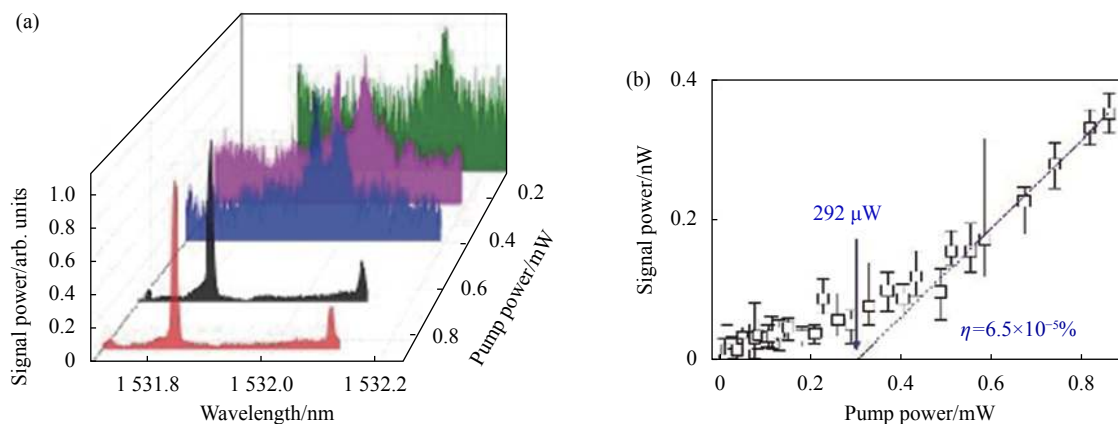 (a)
Signal power/arb. units
1.0
0.8
0.6
0.4
0.2
0
1 531.8
1 532.0
1 532.2
Wavelength/nm
0.2
0.4
0.6
0.8
Pump power/mW
(b)
Signal power/nW
0.4
0.2
0
292 μW
η=6.5×10⁻⁵%
0
0.2
0.4
0.6
0.8
Pump power/mW